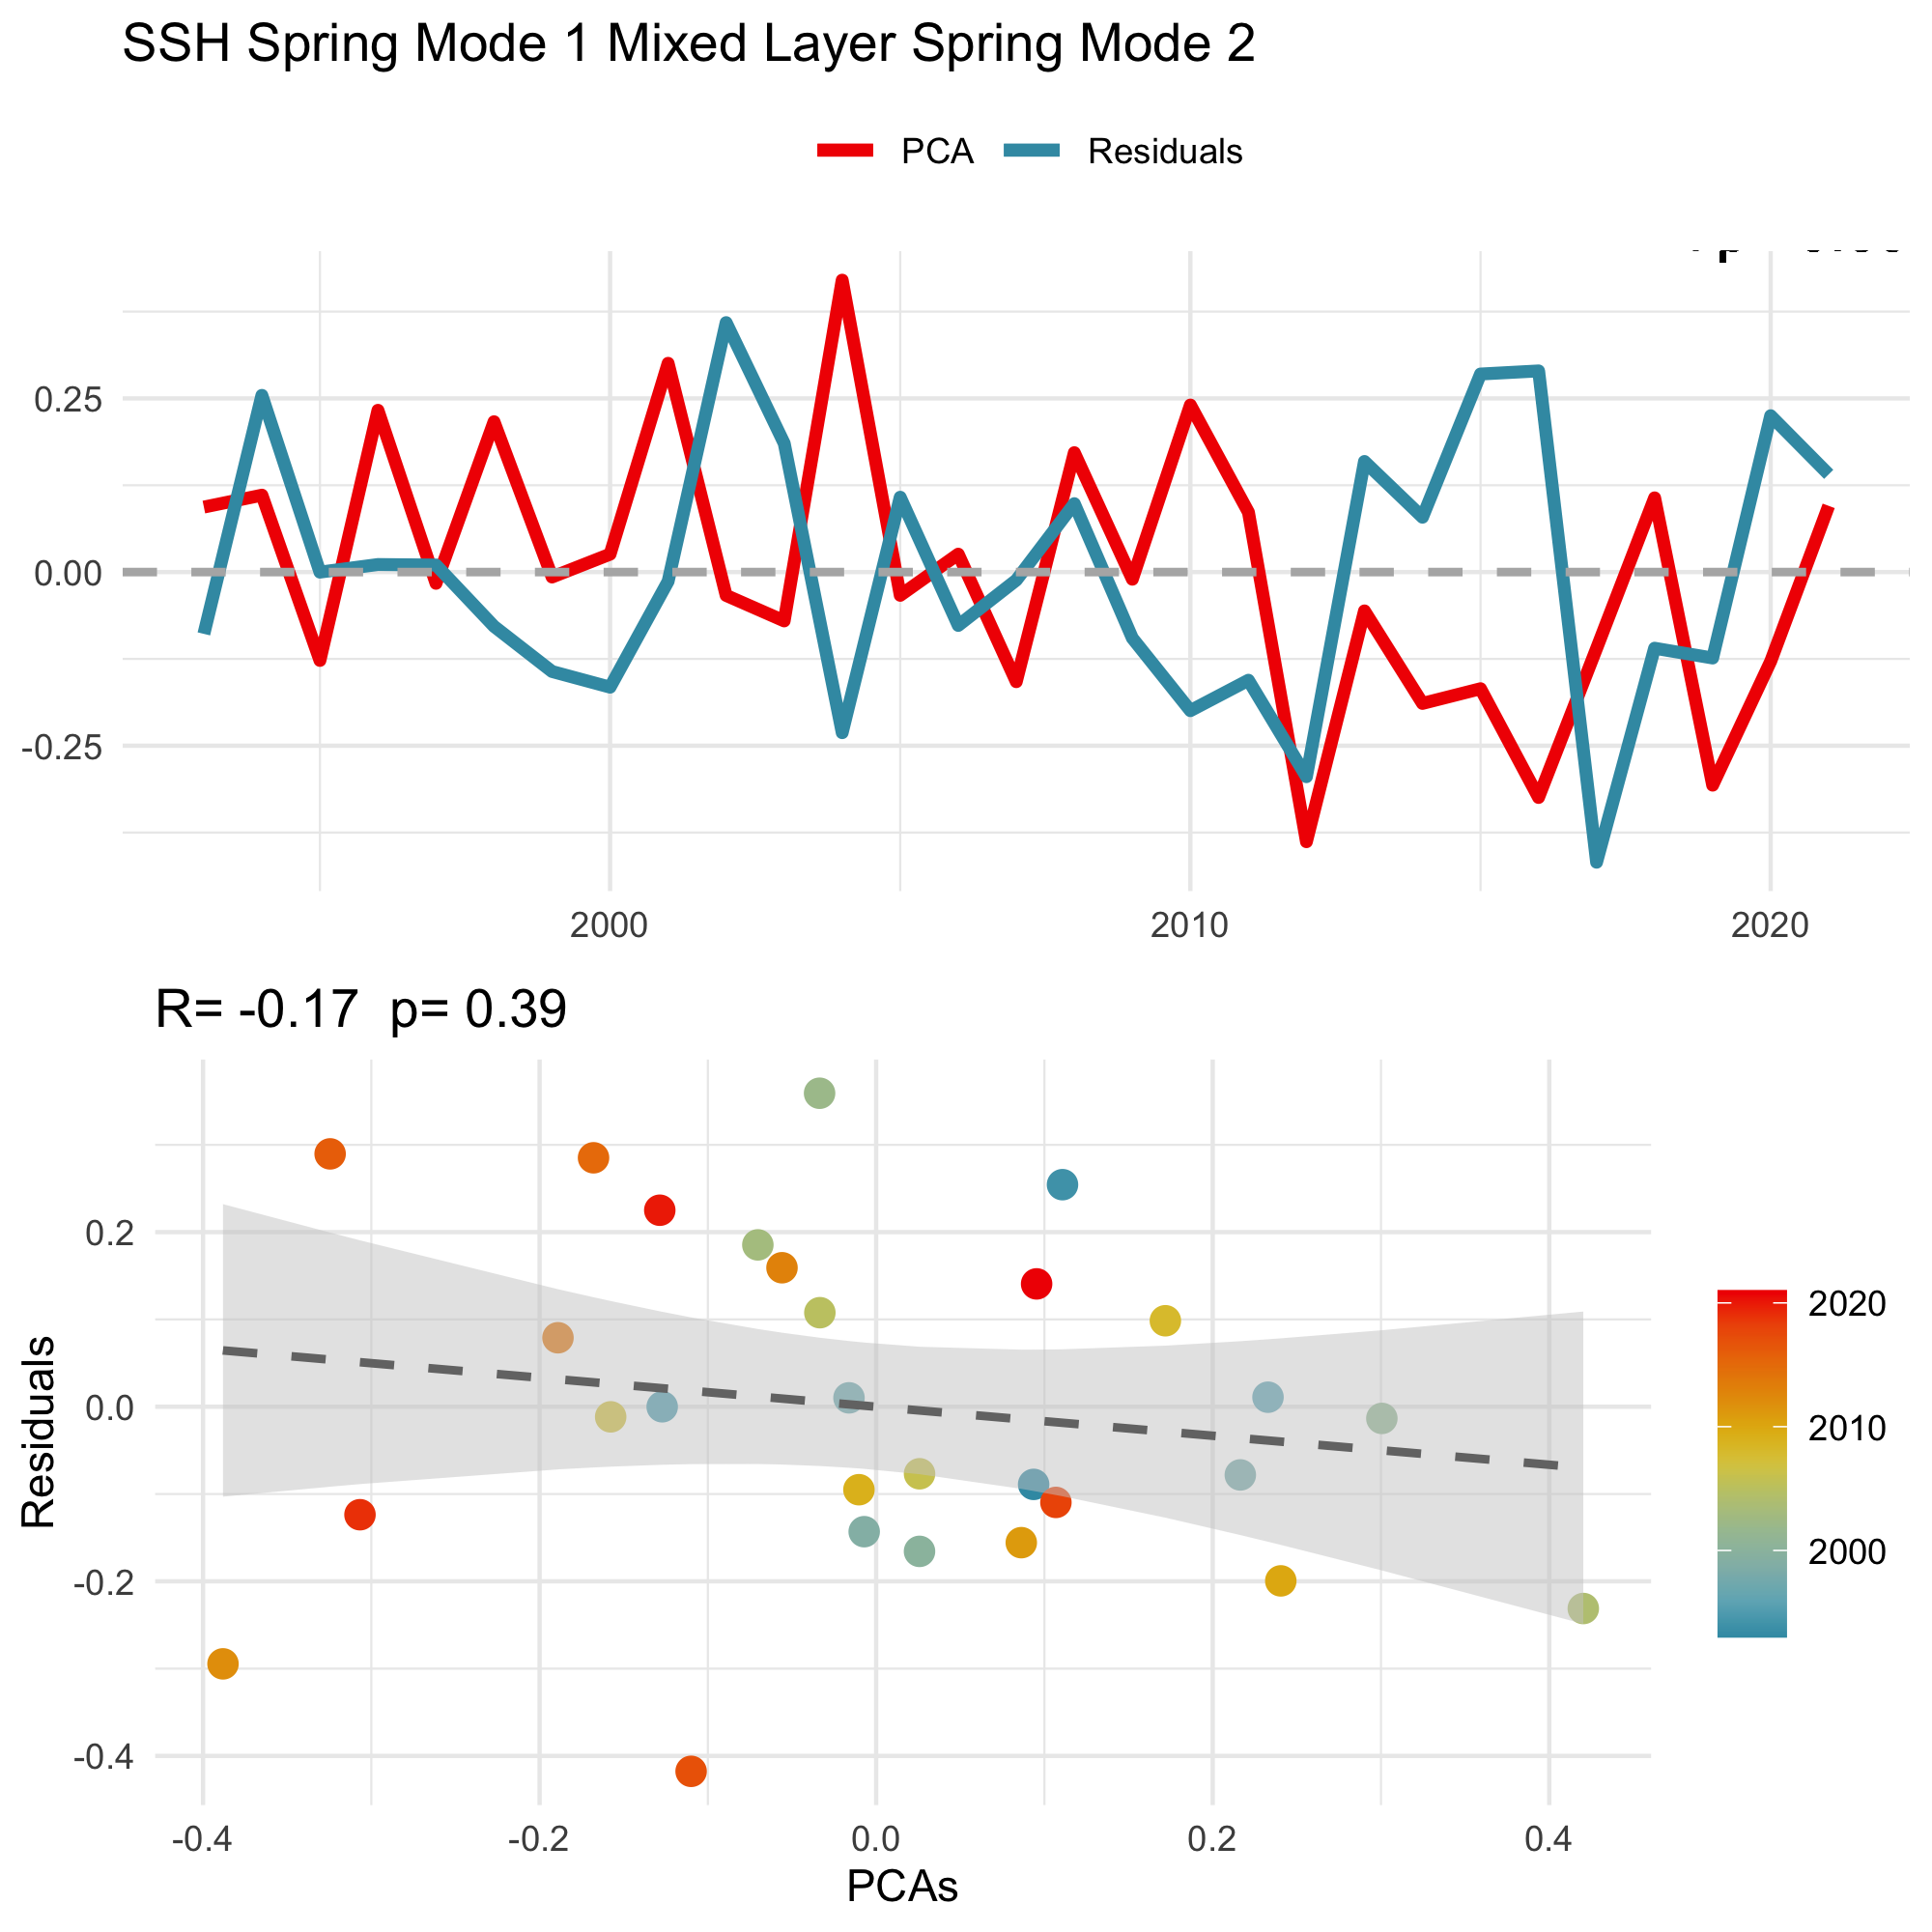 SSH Spring Mode 1 Mixed Layer Spring Mode 2
PCA Residuals
0.25
0.00
-0.25
2000 2010 2020
R= -0.17 p= 0.39
Residuals
0.2
0.0
-0.2
-0.4
-0.4 -0.2 0.0 0.2 0.4
PCAs
2020
2010
2000